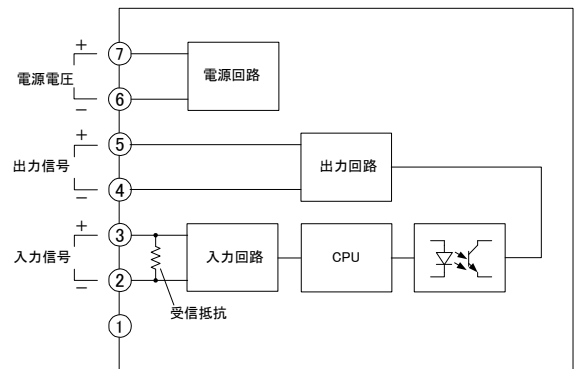 +
⑦
電源電圧
電源回路
−
⑥
+
⑤
出力信号
出力回路
−
④
+
③
入力信号
入力回路
CPU
−
②
受信抵抗
①